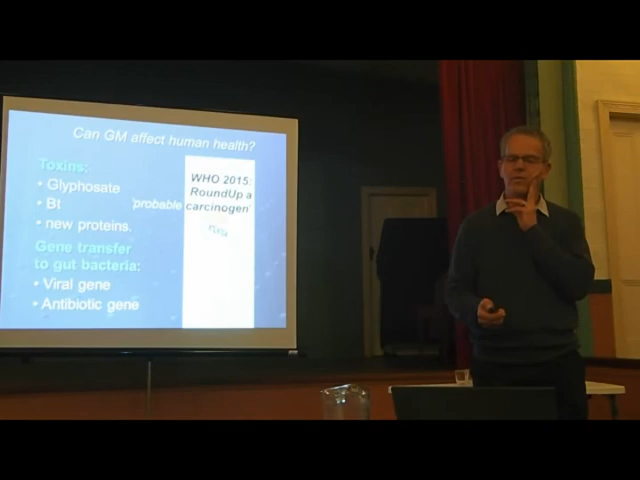 Can GM affect human health?
Toxins:
• Glyphosate
• Bt
• new proteins.
Gene transfer
to gut bacteria:
• Viral gene
• Antibiotic gene
WHO 2015:
RoundUp a
'probable carcinogen'